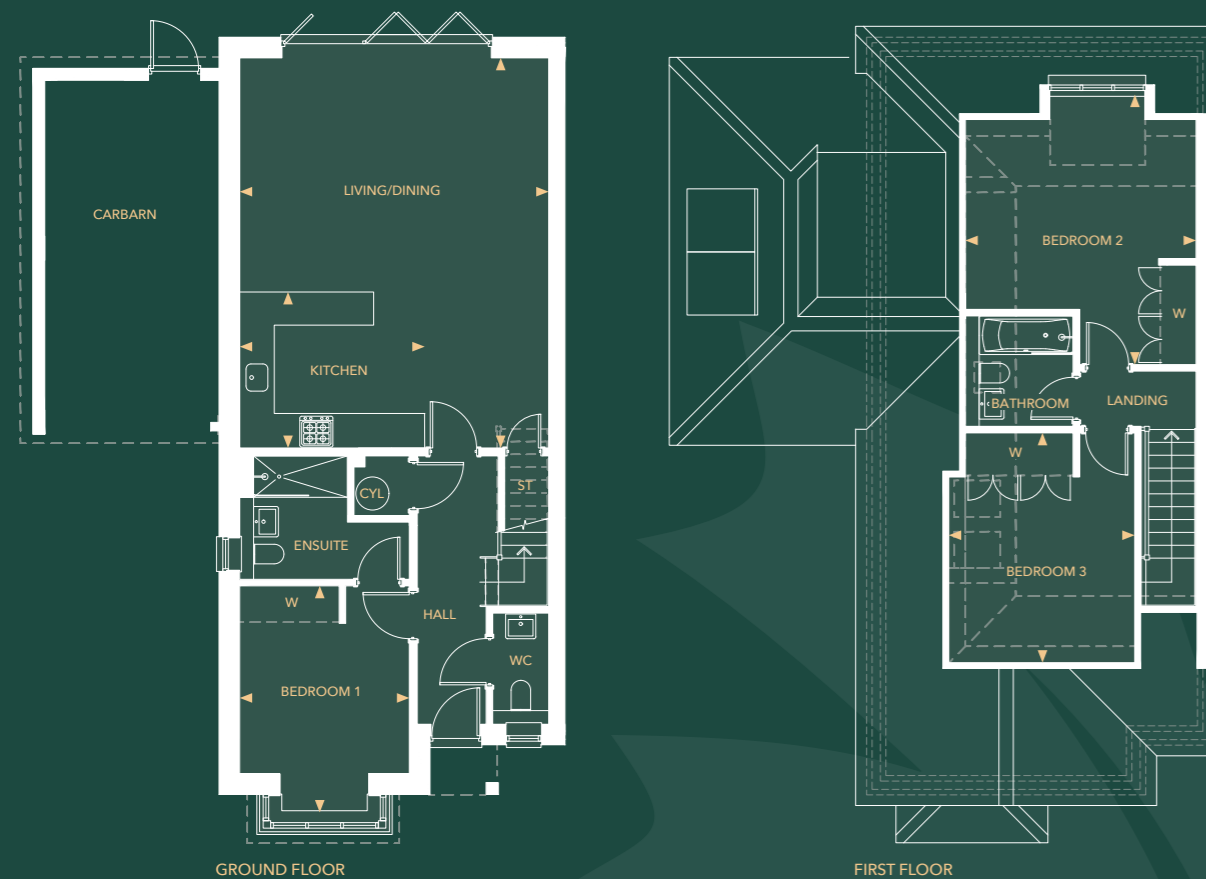 CARBARN
LIVING/DINING
KITCHEN
CYL
ST
ENSUITE
W
HALL
WC
BEDROOM 1
GROUND FLOOR
BEDROOM 2
W
BATHROOM
LANDING
W
BEDROOM 3
FIRST FLOOR